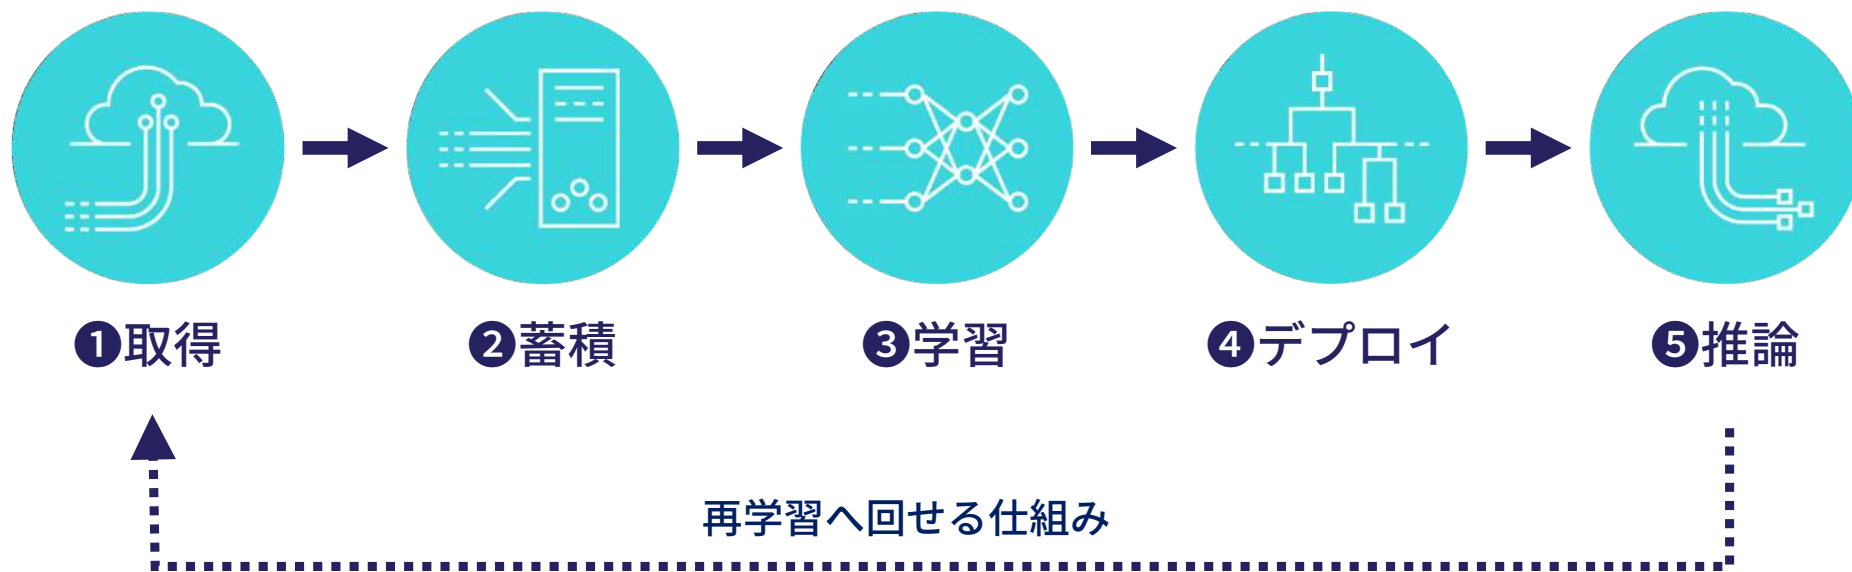 ❶取得
❷蓄積
❸学習
❹デプロイ
❺推論
再学習へ回せる仕組み